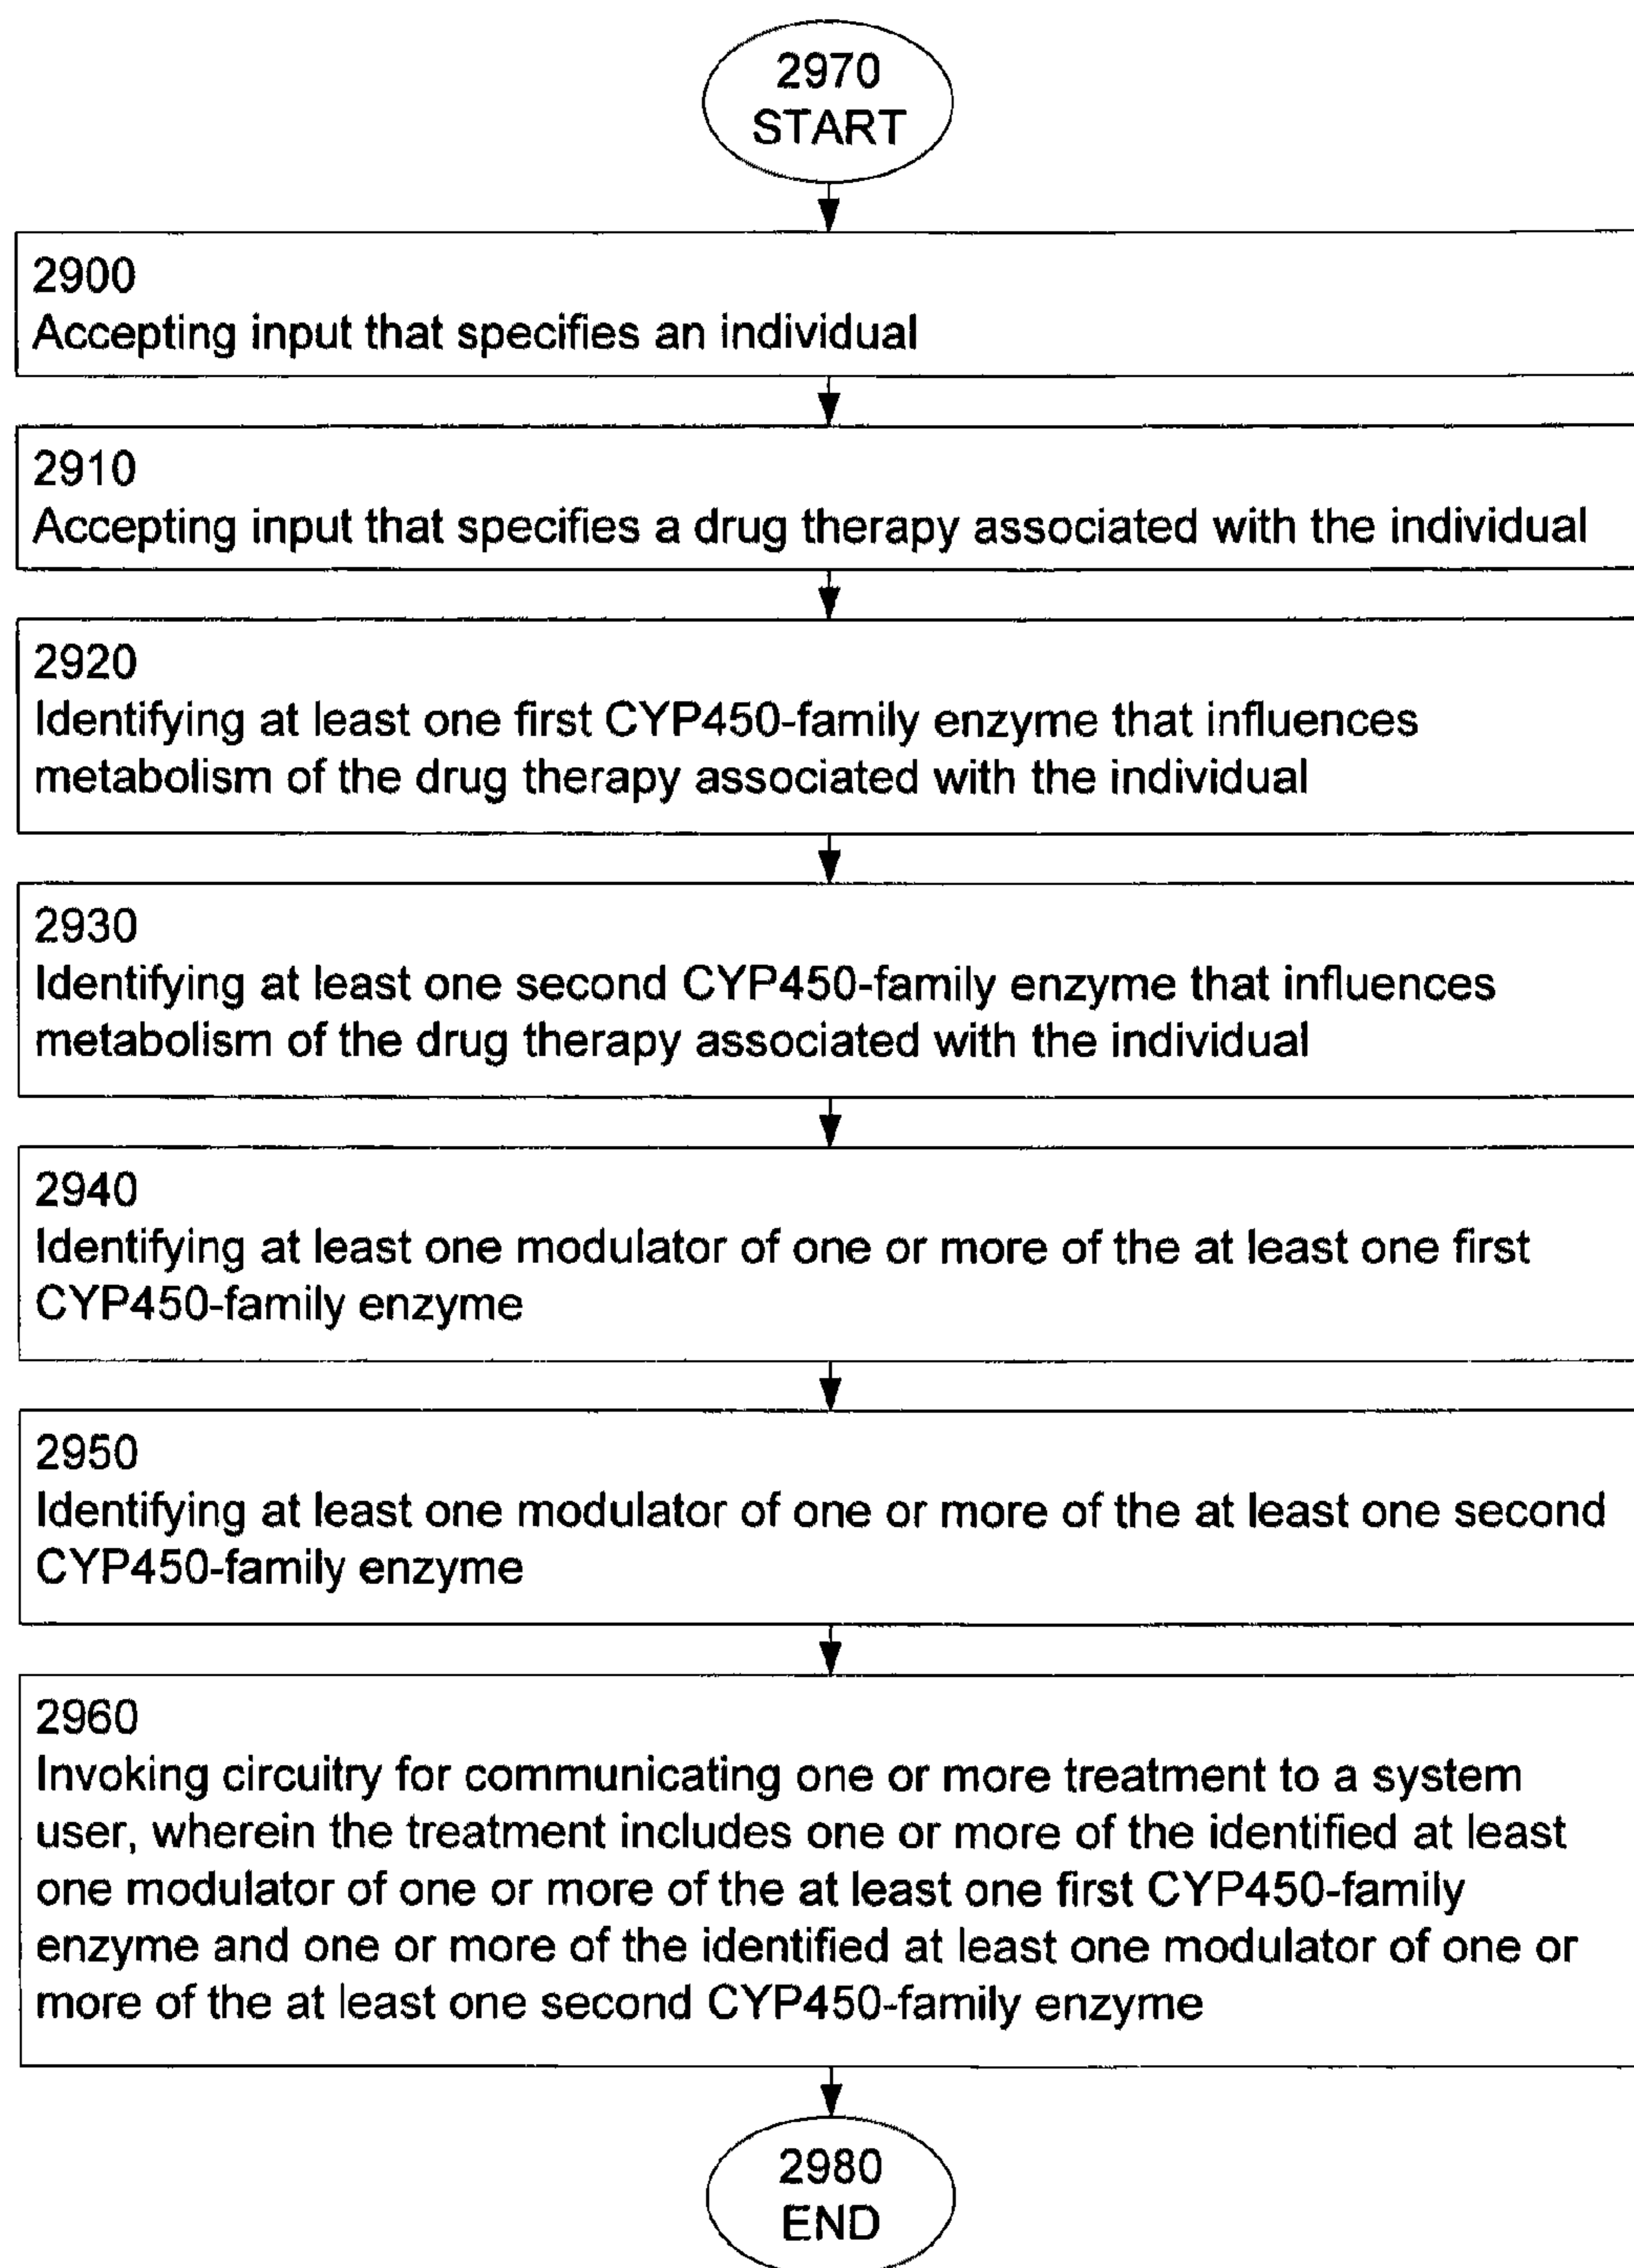 2970
START
2900
Accepting input that specifies an individual
2910
Accepting input that specifies a drug therapy associated with the individual
2920
Identifying at least one first CYP450-family enzyme that influences
metabolism of the drug therapy associated with the individual
2930
Identifying at least one second CYP450-family enzyme that influences
metabolism of the drug therapy associated with the individual
2940
Identifying at least one modulator of one or more of the at least one first
CYP450-family enzyme
2950
Identifying at least one modulator of one or more of the at least one second
CYP450-family enzyme
2960
Invoking circuitry for communicating one or more treatment to a system
user, wherein the treatment includes one or more of the identified at least
one modulator of one or more of the at least one first CYP450-family
enzyme and one or more of the identified at least one modulator of one or
more of the at least one second CYP450-family enzyme
2980
END